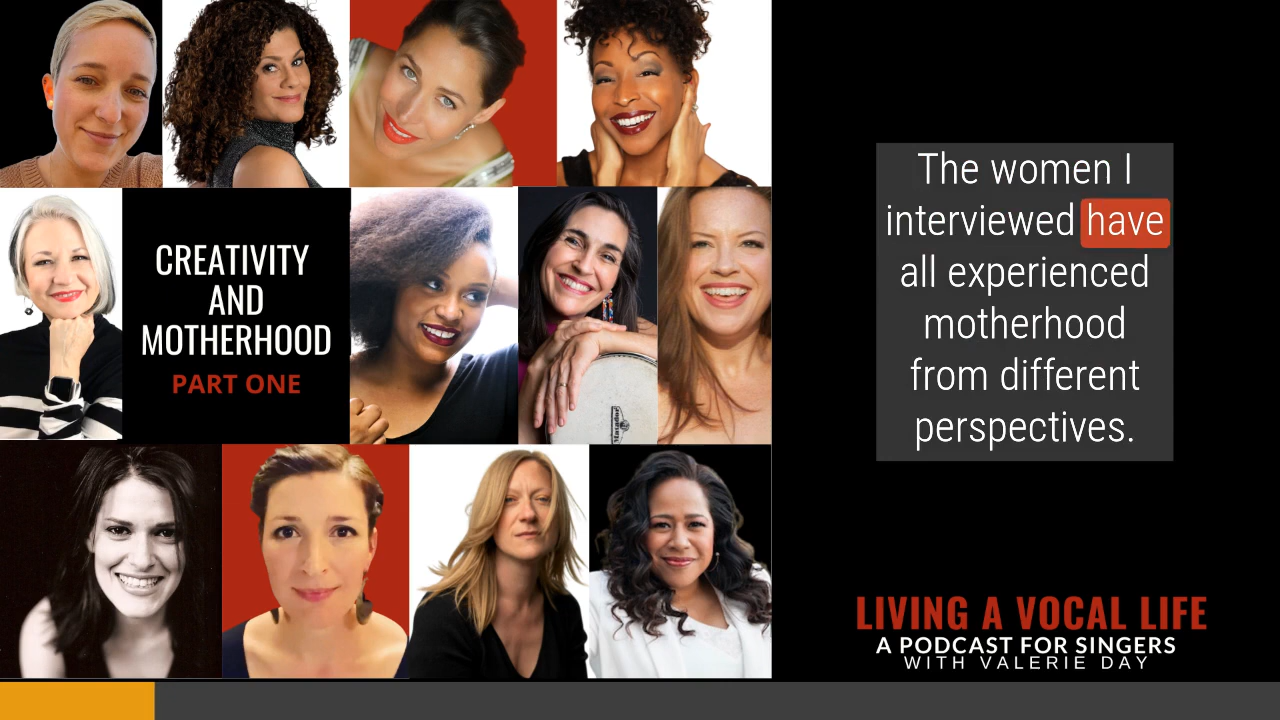 CREATIVITY
AND
MOTHERHOOD
PART ONE
The women I
interviewed have
all experienced
motherhood
from different
perspectives.
LIVING A VOCAL LIFE
A PODCAST FOR SINGERS
WITH VALERIE DAY
Matador